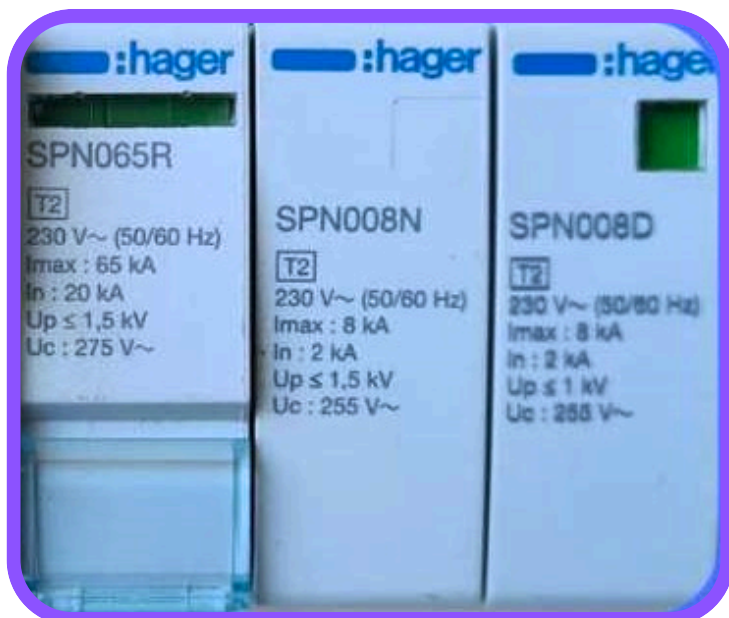 :hager
SPN065R
T2
230 V~ (50/60 Hz)
Imax : 65 kA
In : 20 kA
Up ≤ 1,5 kV
Uc : 275 V~
:hager
SPN008N
T2
230 V~ (50/60 Hz)
Imax : 8 kA
In : 2 kA
Up ≤ 1,5 kV
Uc : 255 V~
:hage
SPN008D
T2
230 V~ (50/60 Hz)
Imax : 8 kA
In : 2 kA
Up ≤ 1 kV
Uc : 255 V~